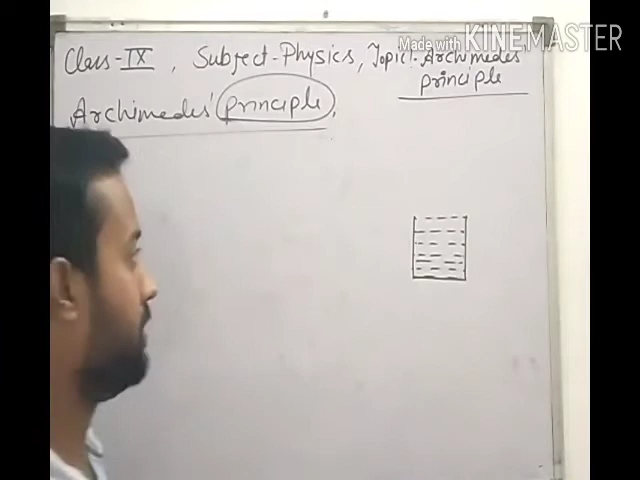 Made with KINEMASTER
Class-IX, Subject-Physics, Topic-Archimedes'
principle
Archimedes' principle.